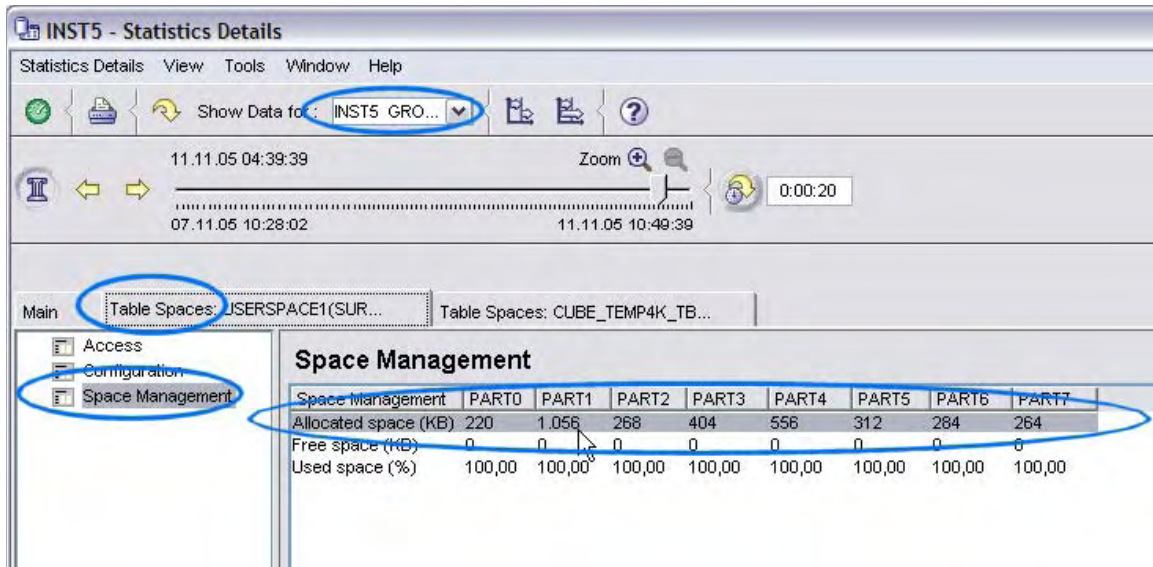 INST5 - Statistics Details
Statistics Details View Tools Window Help
Show Data for : INST5 GRO...
11.11.05 04:39:39 Zoom
0:00:20
07.11.05 10:28:02 11.11.05 10:49:39
Main Table Spaces: USERSPACE1(SUR... Table Spaces: CUBE_TEMP4K_TB...
Access
Configuration
Space Management
Space Management
Space Management PART0 PART1 PART2 PART3 PART4 PART5 PART6 PART7
Allocated space (KB) 220 1.056 268 404 556 312 284 264
Free space (KB) 0 0 0 0 0 0 0 0
Used space (%) 100,00 100,00 100,00 100,00 100,00 100,00 100,00 100,00